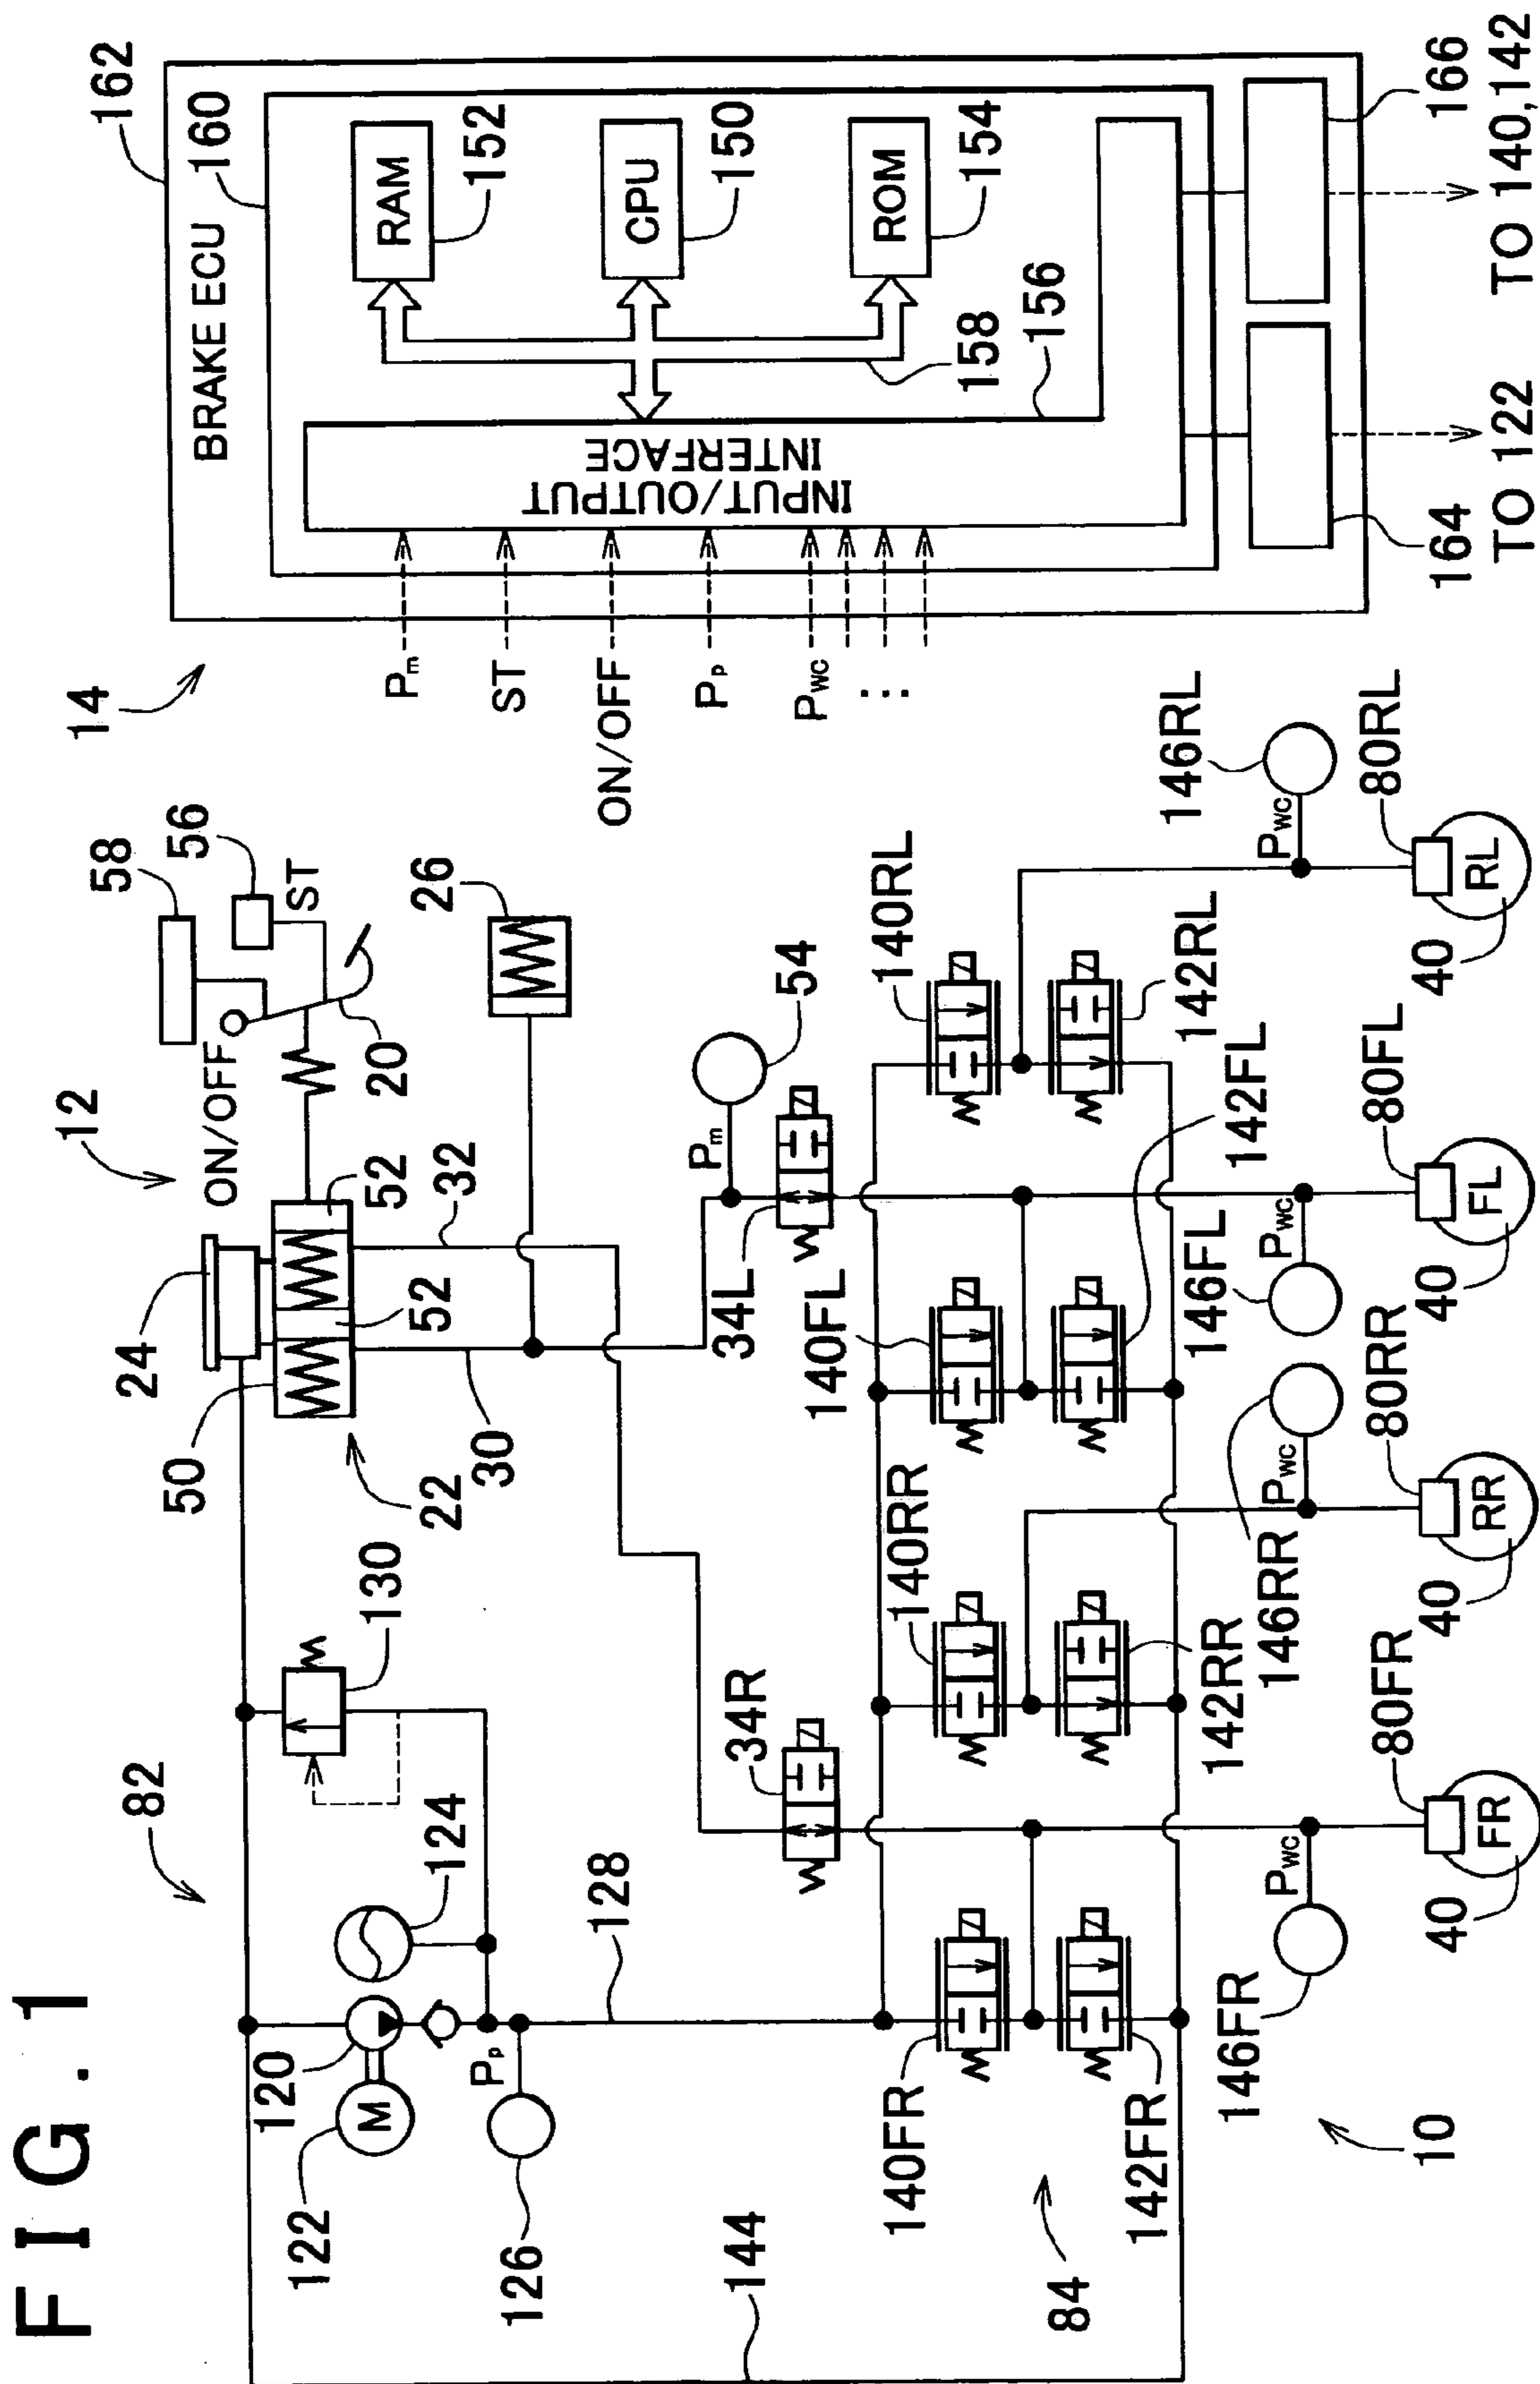 FIG. 1
82
12
14
162
BRAKE ECU
160
RAM
152
CPU
150
ROM
154
158
156
INPUT/OUTPUT
INTERFACE
Pm
ST
ON/OFF
Pp
Pwc
...
164
166
TO 122
TO 140,142
58
56
ST
ON/OFF
20
24
50
52
52
22
30
32
26
130
124
120
122
M
Pp
126
128
144
54
Pm
34L
34R
140FR
142FR
140RR
142RR
140FL
142FL
140RL
142RL
84
10
146FR
Pwc
80FR
FR
40
146RR
Pwc
80RR
RR
40
146FL
Pwc
80FL
FL
40
146RL
Pwc
80RL
RL
40